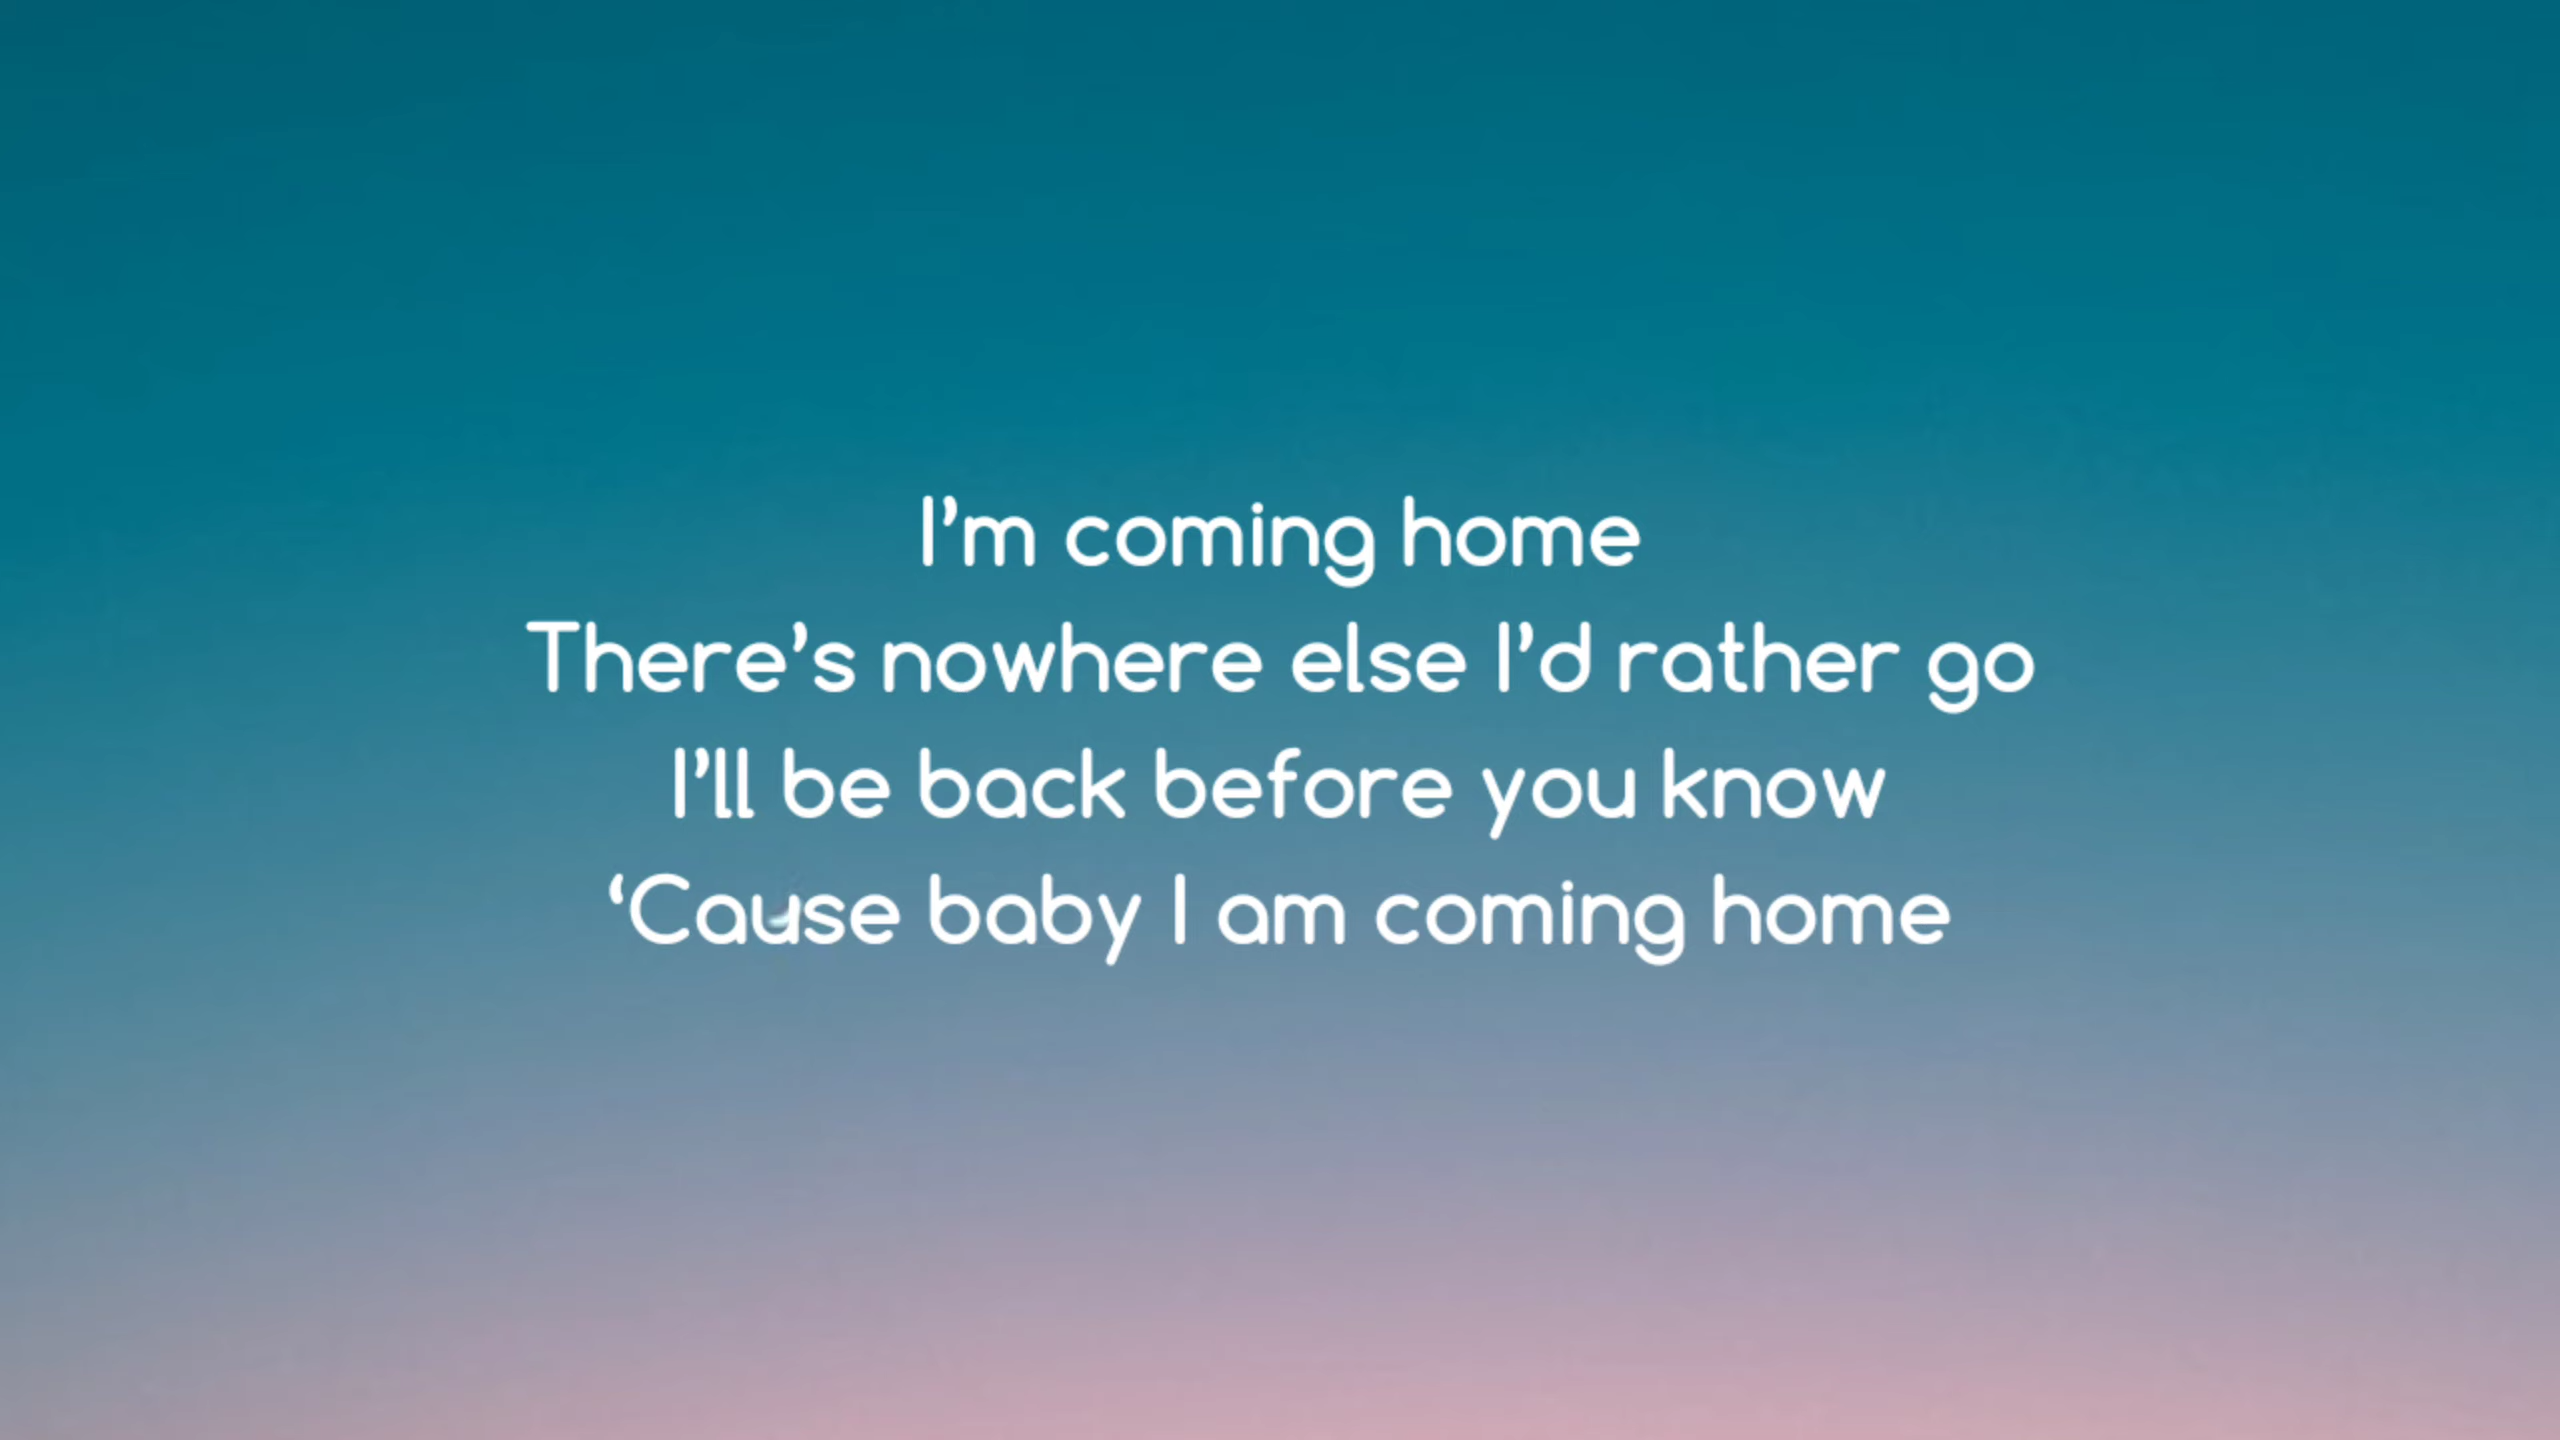 I’m coming home
There’s nowhere else I’d rather go
I’ll be back before you know
‘Cause baby I am coming home